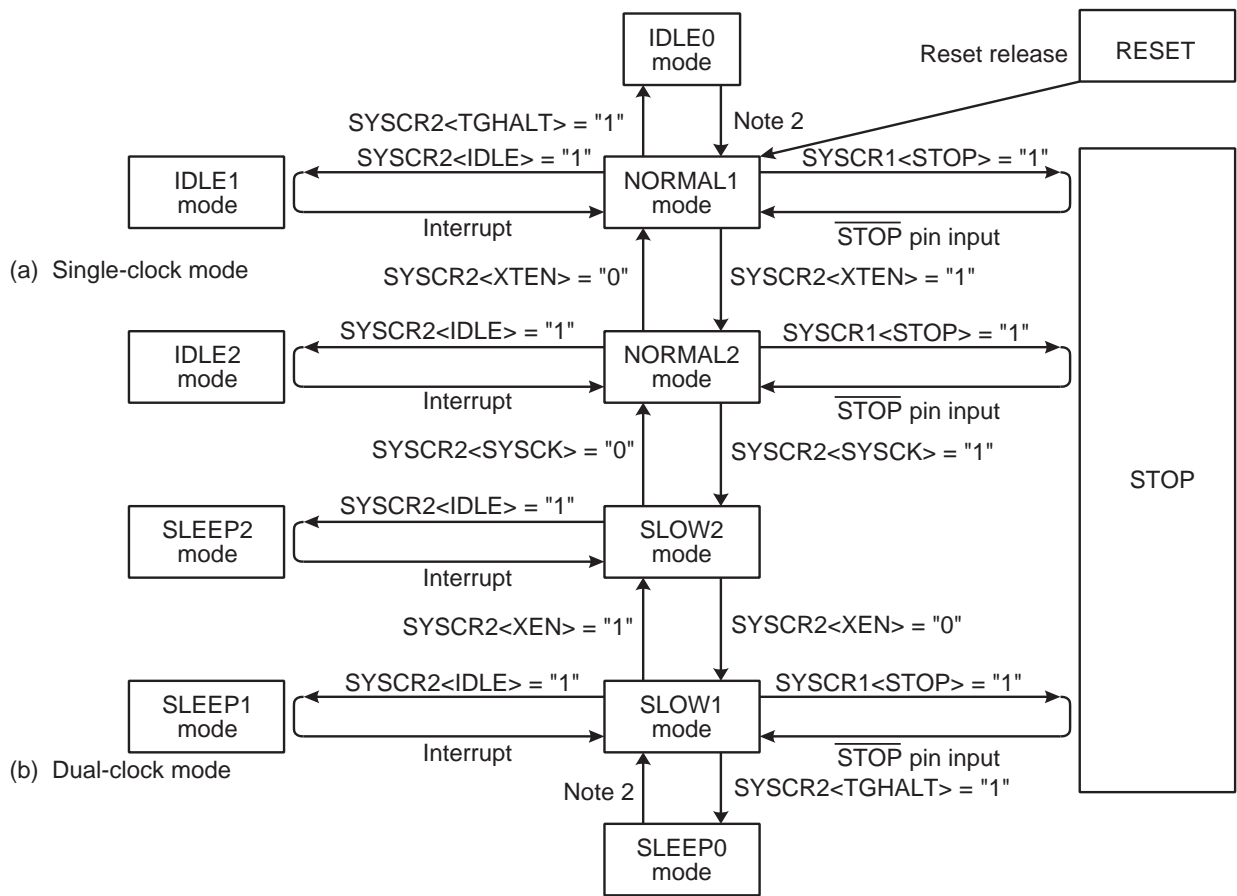 IDLE0
mode
Reset release
RESET
SYSCR2<TGHALT> = "1"
Note 2
SYSCR2<IDLE> = "1"
SYSCR1<STOP> = "1"
IDLE1
mode
NORMAL1
mode
Interrupt
STOP pin input
(a) Single-clock mode
SYSCR2<XTEN> = "0"
SYSCR2<XTEN> = "1"
SYSCR2<IDLE> = "1"
SYSCR1<STOP> = "1"
IDLE2
mode
NORMAL2
mode
Interrupt
STOP pin input
SYSCR2<SYSCK> = "0"
SYSCR2<SYSCK> = "1"
STOP
SYSCR2<IDLE> = "1"
SLEEP2
mode
SLOW2
mode
Interrupt
SYSCR2<XEN> = "1"
SYSCR2<XEN> = "0"
SYSCR2<IDLE> = "1"
SYSCR1<STOP> = "1"
SLEEP1
mode
SLOW1
mode
Interrupt
STOP pin input
(b) Dual-clock mode
Note 2
SYSCR2<TGHALT> = "1"
SLEEP0
mode